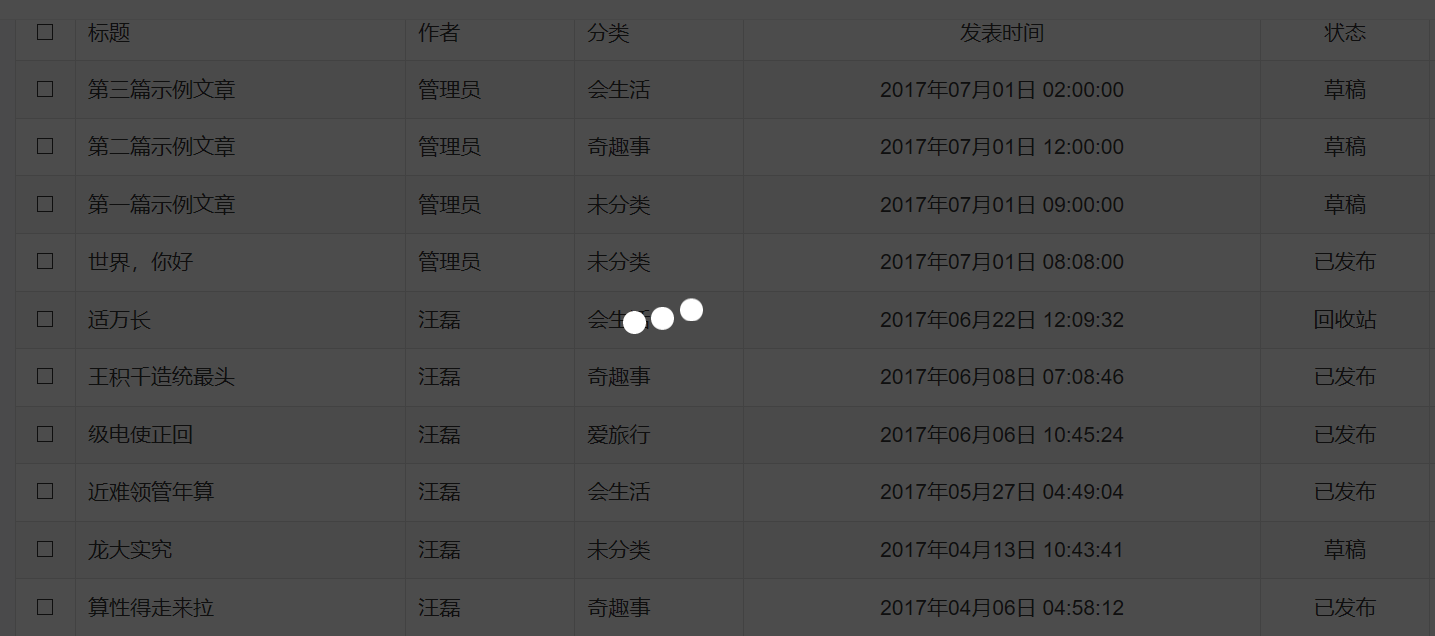 标题 作者 分类 发表时间 状态
第三篇示例文章 管理员 会生活 2017年07月01日 02:00:00 草稿
第二篇示例文章 管理员 奇趣事 2017年07月01日 12:00:00 草稿
第一篇示例文章 管理员 未分类 2017年07月01日 09:00:00 草稿
世界，你好 管理员 未分类 2017年07月01日 08:08:00 已发布
适万长 汪磊 会生活 2017年06月22日 12:09:32 回收站
王积千造统最头 汪磊 奇趣事 2017年06月08日 07:08:46 已发布
级电使正回 汪磊 爱旅行 2017年06月06日 10:45:24 已发布
近难领管年算 汪磊 会生活 2017年05月27日 04:49:04 已发布
龙大实究 汪磊 未分类 2017年04月13日 10:43:41 草稿
算性得走来拉 汪磊 奇趣事 2017年04月06日 04:58:12 已发布